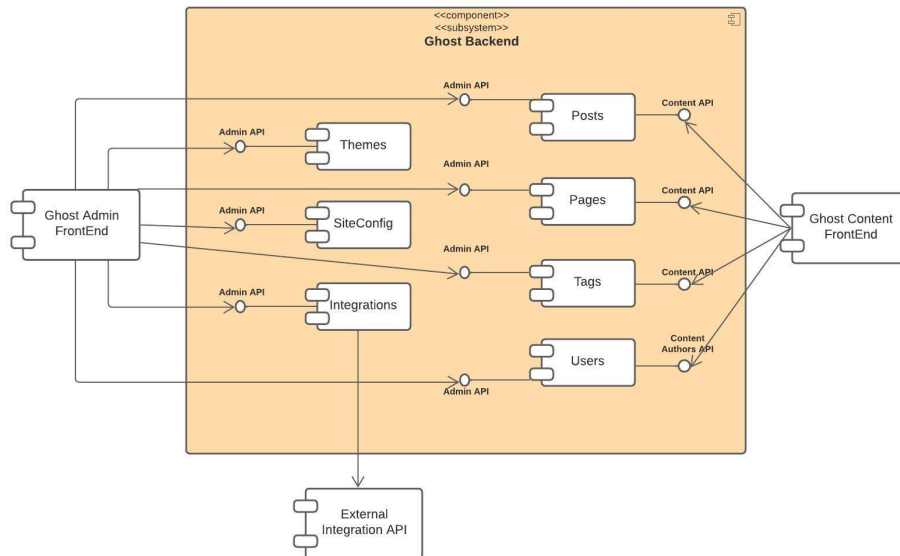 <<component>>
<<subsystem>>
Ghost Backend
Admin API
Posts
Content API
Admin API
Themes
Admin API
Pages
Content API
Ghost Admin
FrontEnd
Admin API
SiteConfig
Ghost Content
FrontEnd
Admin API
Tags
Content API
Admin API
Integrations
Users
Content
Authors API
Admin API
External
Integration API